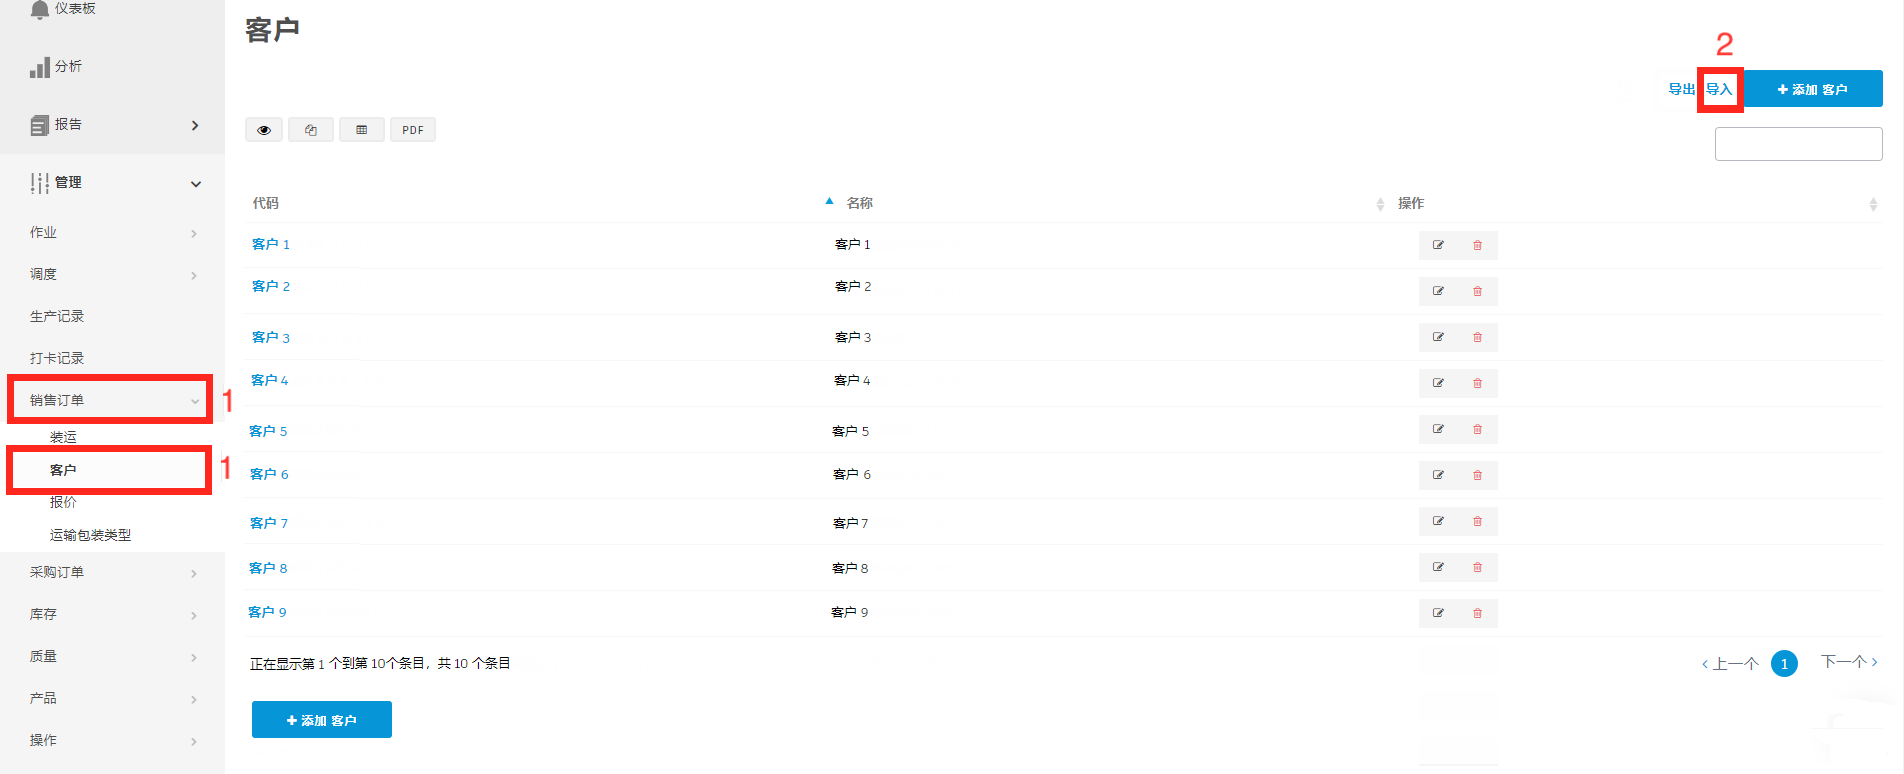 仪表板
分析
报告
管理
作业
调度
生产记录
打卡记录
销售订单
1
装运
客户
1
报价
运输包装类型
采购订单
库存
质量
产品
操作
客户
2
导出 导入 + 添加 客户
PDF
代码 名称 操作
客户 1 客户 1
客户 2 客户 2
客户 3 客户 3
客户 4 客户 4
客户 5 客户 5
客户 6 客户 6
客户 7 客户 7
客户 8 客户 8
客户 9 客户 9
正在显示第 1 个到第 10个条目，共 10 个条目
‹ 上一个 1 下一个 ›
+ 添加 客户